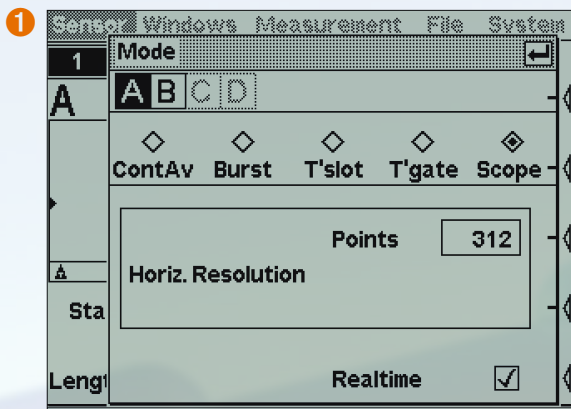 1
Sensor Windows Measurement File System
1
Mode
A
A B C D
ContAv Burst T'slot T'gate Scope
Points 312
Horiz. Resolution
Sta
Lengt
Realtime